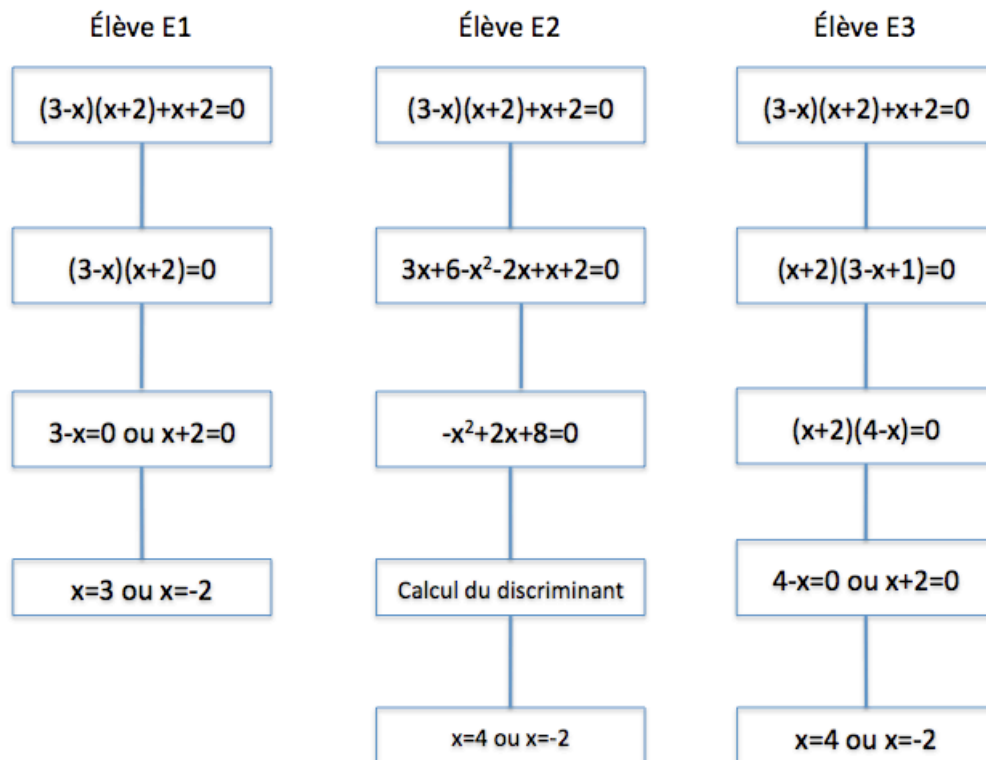 Élève E1
(3-x)(x+2)+x+2=0
(3-x)(x+2)=0
3-x=0 ou x+2=0
x=3 ou x=-2
Élève E2
(3-x)(x+2)+x+2=0
3x+6-x²-2x+x+2=0
-x²+2x+8=0
Calcul du discriminant
x=4 ou x=-2
Élève E3
(3-x)(x+2)+x+2=0
(x+2)(3-x+1)=0
(x+2)(4-x)=0
4-x=0 ou x+2=0
x=4 ou x=-2